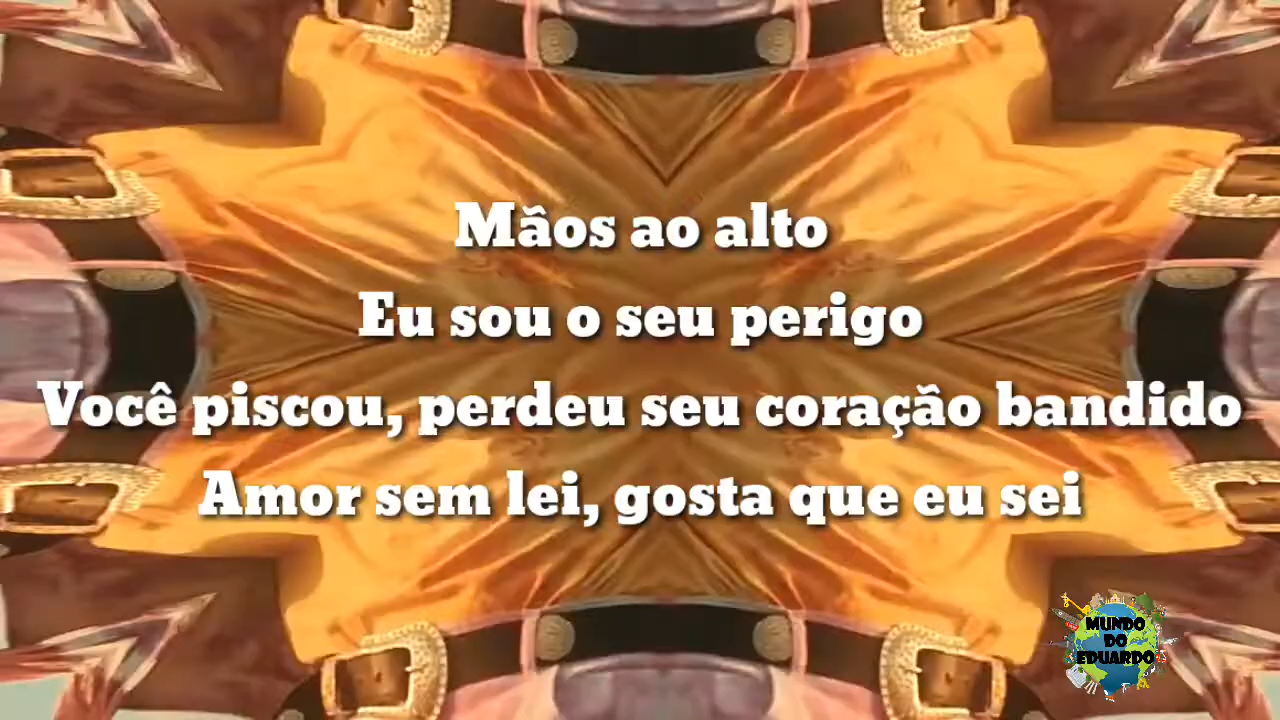 Mãos ao alto
Eu sou o seu perigo
Você piscou, perdeu seu coração bandido
Amor sem lei, gosta que eu sei
MUNDO
DO
EDUARDO